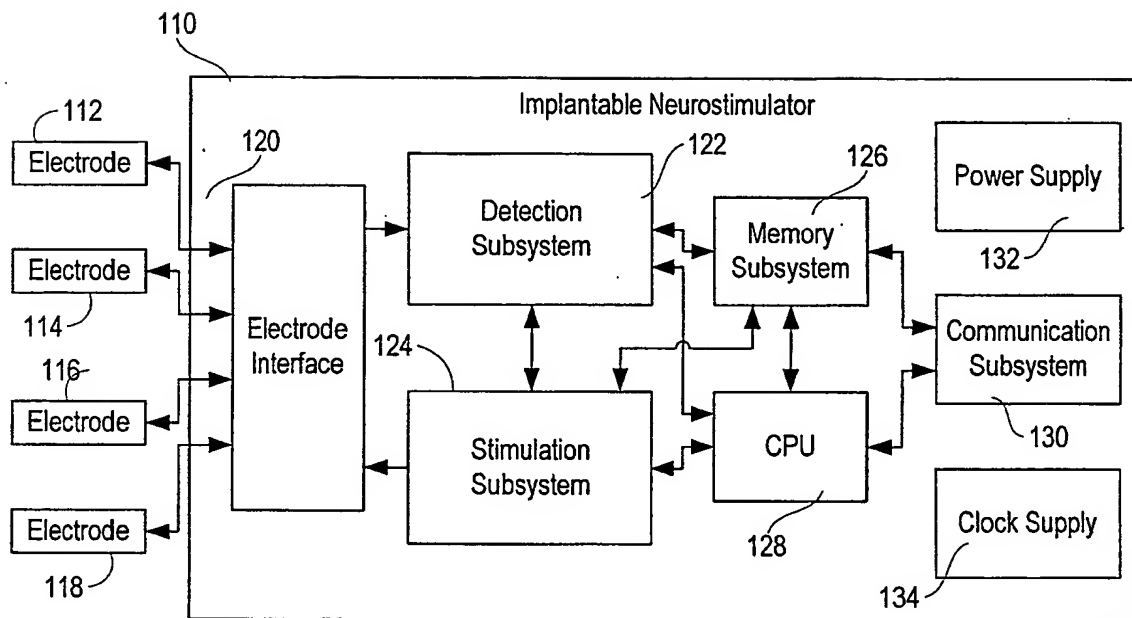 110
Implantable Neurostimulator
112
Electrode
120
122
126
Power Supply
132
Detection
Subsystem
Memory
Subsystem
Electrode
114
Electrode
Interface
124
Communication
Subsystem
130
116
Electrode
Stimulation
Subsystem
CPU
128
Clock Supply
134
Electrode
118